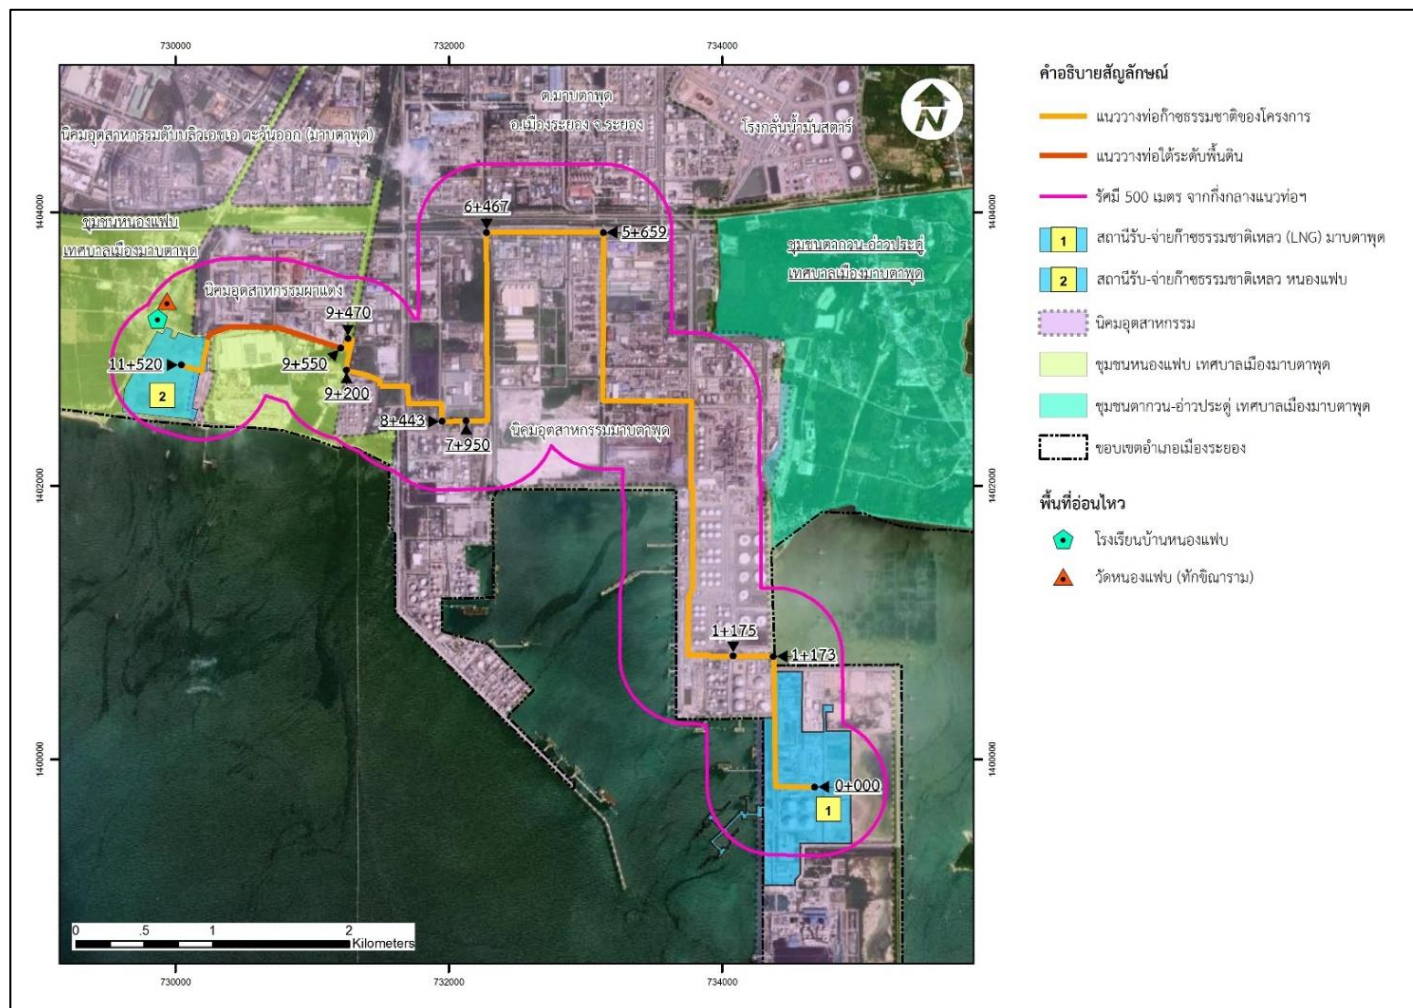 730000
732000
734000
คำอธิบายสัญลักษณ์
แนววางท่อก๊าซธรรมชาติของโครงการ
แนววางท่อใต้ระดับพื้นดิน
รัศมี 500 เมตร จากกึ่งกลางแนวท่อฯ
1 สถานีรับ-จ่ายก๊าซธรรมชาติเหลว (LNG) มาบตาพุด
2 สถานีรับ-จ่ายก๊าซธรรมชาติเหลว หนองแฟบ
นิคมอุตสาหกรรม
ชุมชนหนองแฟบ เทศบาลเมืองมาบตาพุด
ชุมชนตากวน-อ่าวประดู่ เทศบาลเมืองมาบตาพุด
ขอบเขตอำเภอเมืองระยอง
พื้นที่อ่อนไหว
โรงเรียนบ้านหนองแฟบ
วัดหนองแฟบ (ทักขิณาราม)
N
ต.มาบตาพุด
อ.เมืองระยอง จ.ระยอง
นิคมอุตสาหกรรมดับบลิวเอชเอ ตะวันออก (มาบตาพุด)
โรงกลั่นน้ำมันสตาร์
1404000
1404000
6+467
5+659
ชุมชนหนองแฟบ
เทศบาลเมืองมาบตาพุด
ชุมชนตากวน-อ่าวประดู่
เทศบาลเมืองมาบตาพุด
นิคมอุตสาหกรรมผาแดง
9+470
9+550
11+520
9+200
2
8+443
7+950
นิคมอุตสาหกรรมมาบตาพุด
1402000
1402000
1+175
1+173
1400000
1400000
0+000
1
0 .5 1 2
Kilometers
730000
732000
734000